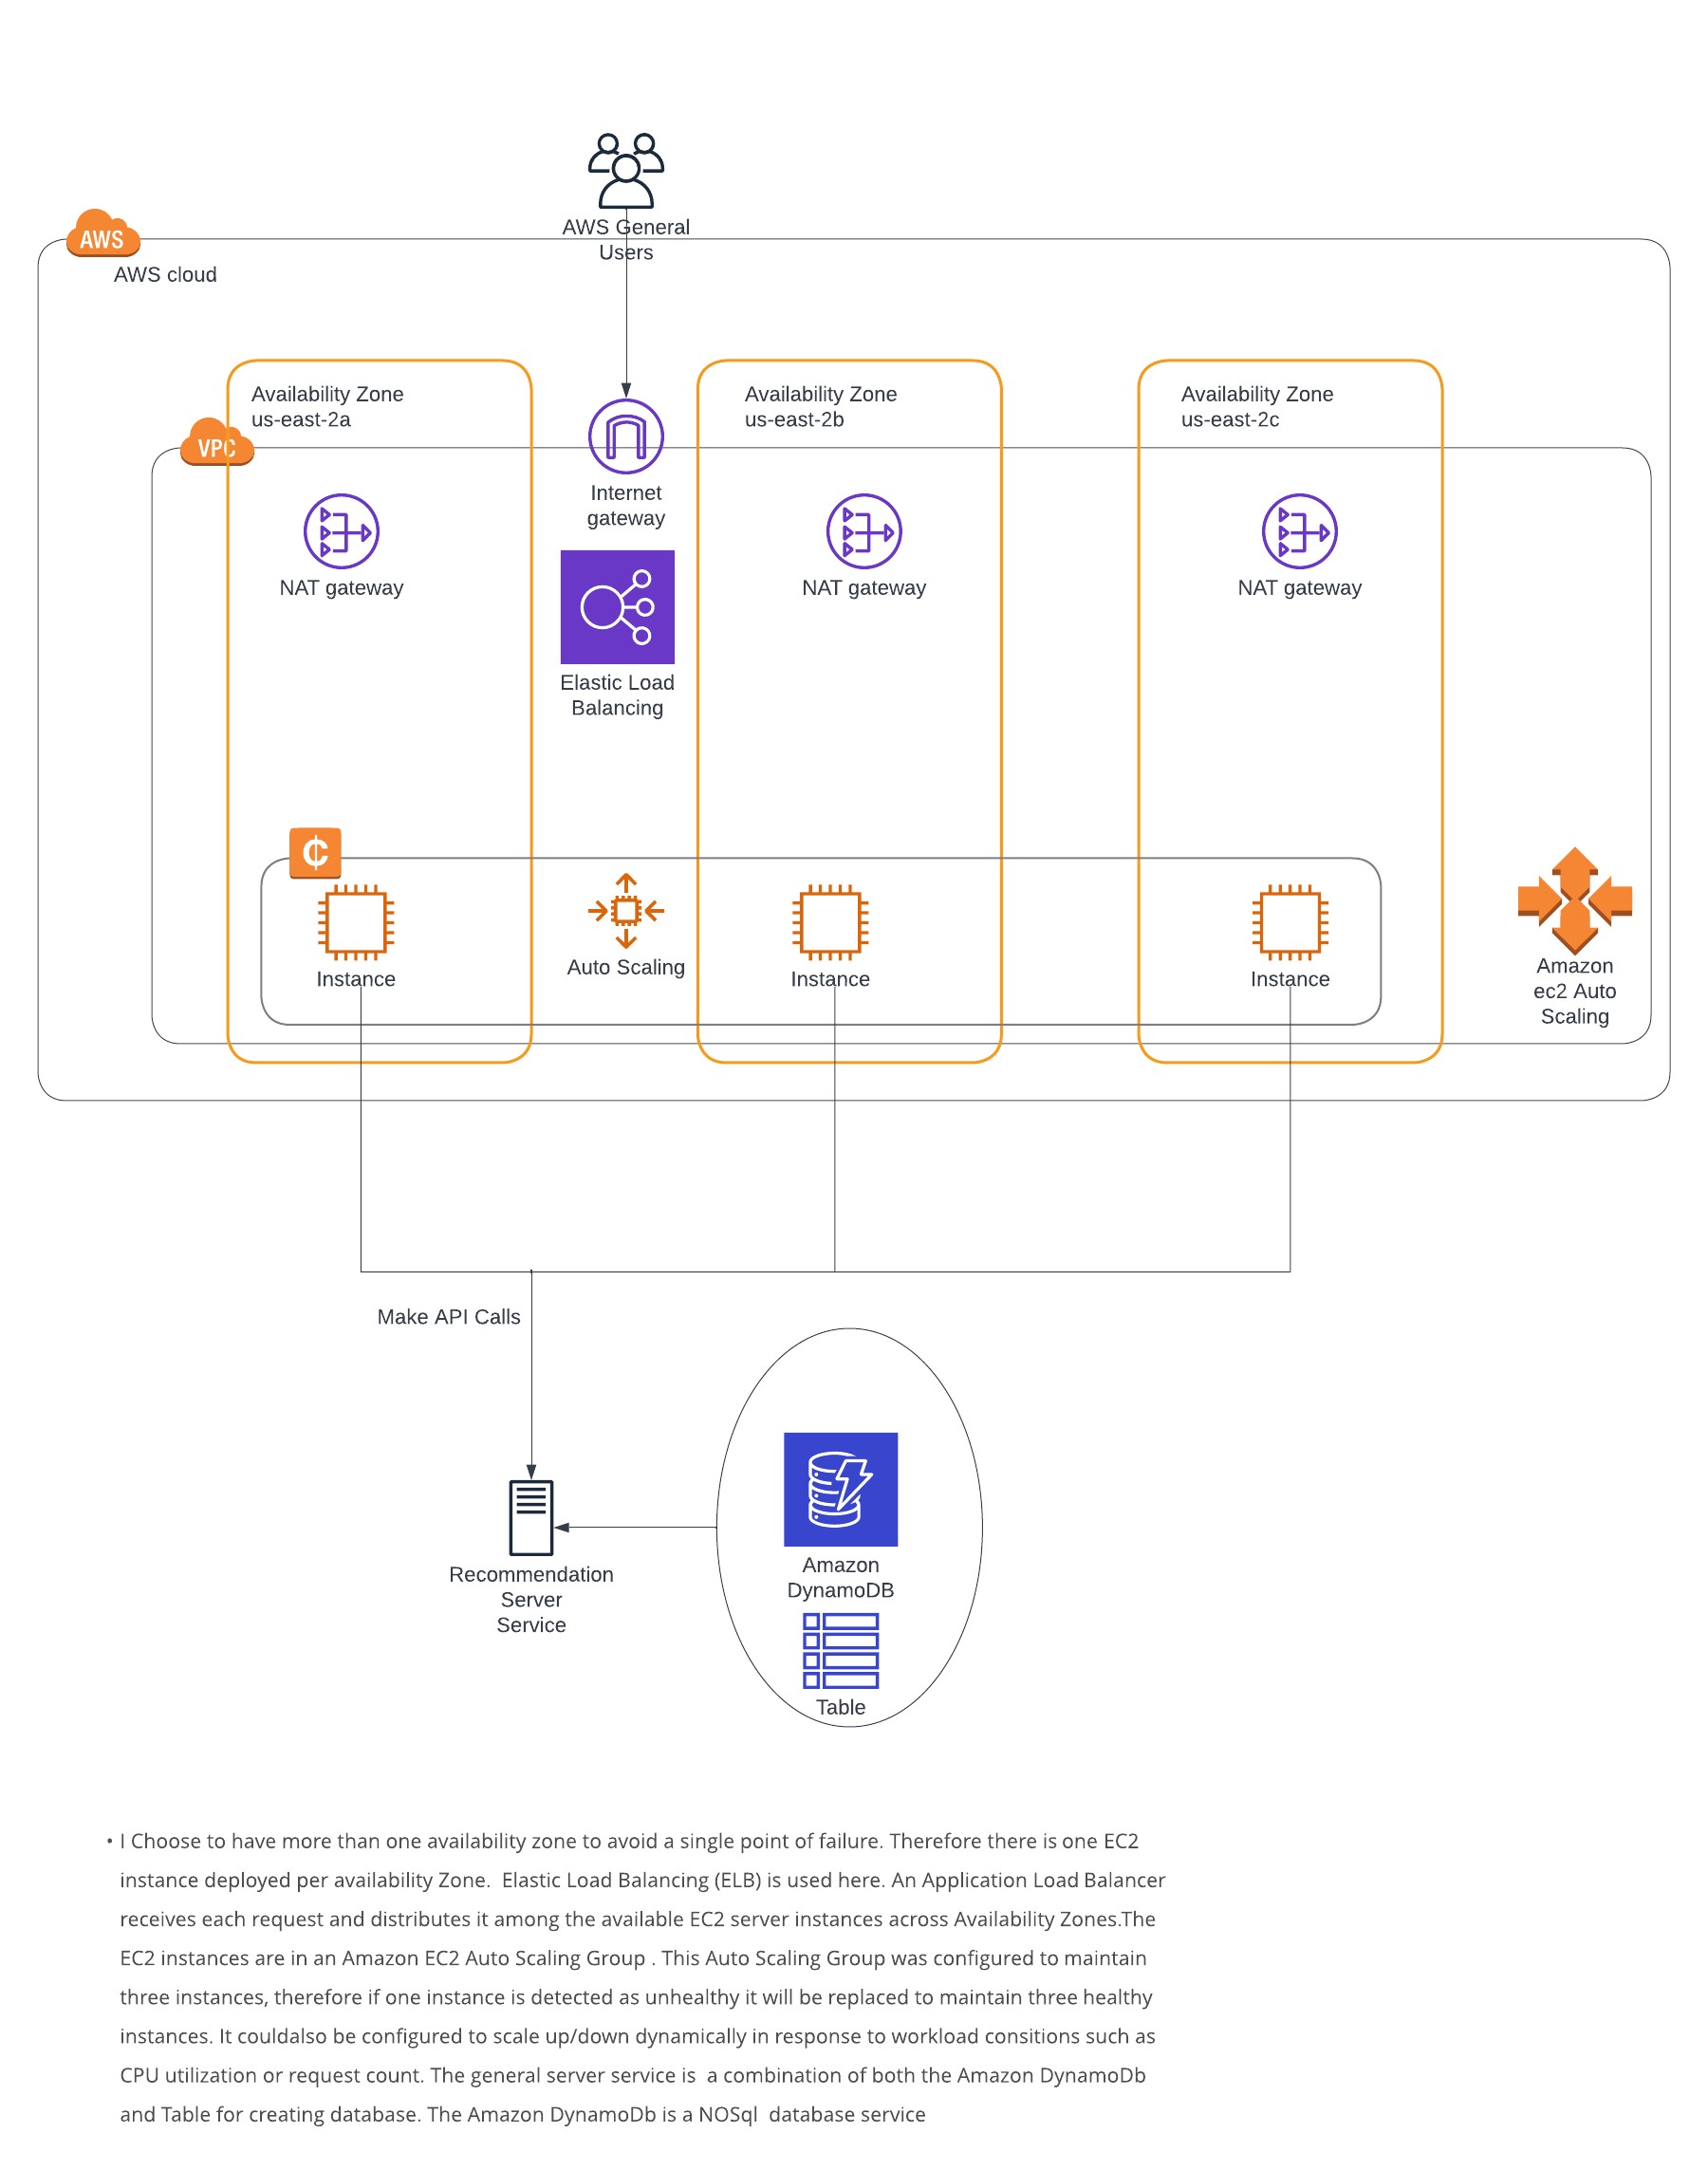 AWS General
Users
AWS
AWS cloud
Availability Zone
us-east-2a
Availability Zone
us-east-2b
Availability Zone
us-east-2c
VPC
Internet
gateway
NAT gateway
NAT gateway
NAT gateway
Elastic Load
Balancing
₵
Instance
Auto Scaling
Instance
Instance
Amazon
ec2 Auto
Scaling
Make API Calls
Recommendation
Server
Service
Amazon
DynamoDB
Table
• I Choose to have more than one availability zone to avoid a single point of failure. Therefore there is one EC2
instance deployed per availability Zone.  Elastic Load Balancing (ELB) is used here. An Application Load Balancer
receives each request and distributes it among the available EC2 server instances across Availability Zones.The
EC2 instances are in an Amazon EC2 Auto Scaling Group . This Auto Scaling Group was configured to maintain
three instances, therefore if one instance is detected as unhealthy it will be replaced to maintain three healthy
instances. It couldalso be configured to scale up/down dynamically in response to workload consitions such as
CPU utilization or request count. The general server service is  a combination of both the Amazon DynamoDb
and Table for creating database. The Amazon DynamoDb is a NOSql  database service